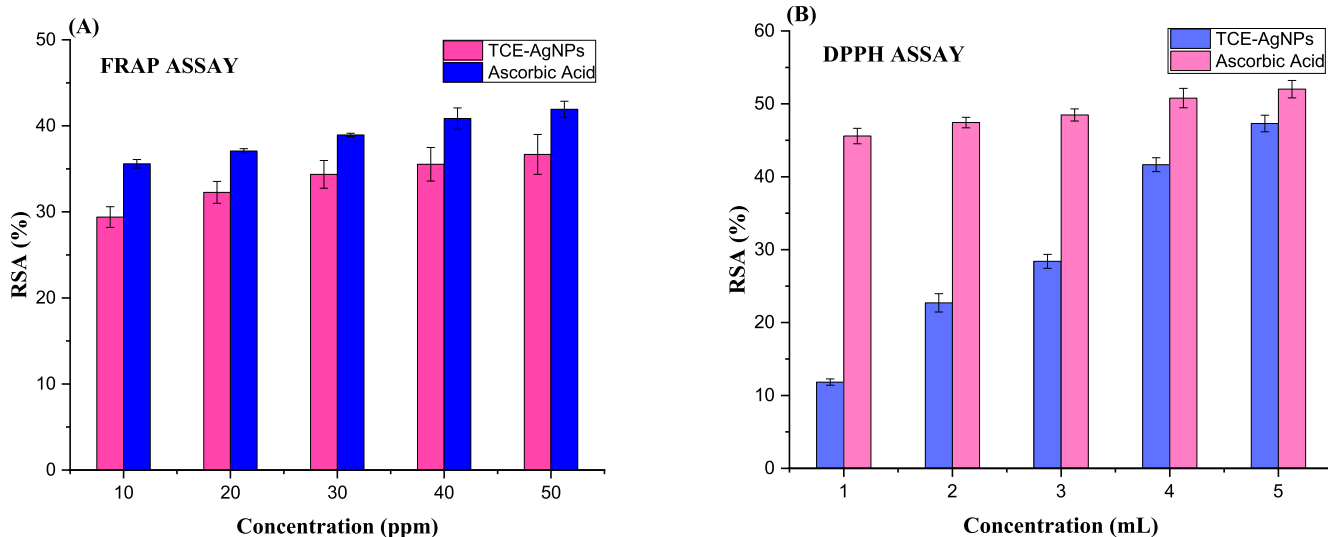 (A)
FRAP ASSAY
TCE-AgNPs
Ascorbic Acid
RSA (%)
50
40
30
20
10
0
10 20 30 40 50
Concentration (ppm)
(B)
DPPH ASSAY
TCE-AgNPs
Ascorbic Acid
RSA (%)
60
50
40
30
20
10
0
1 2 3 4 5
Concentration (mL)